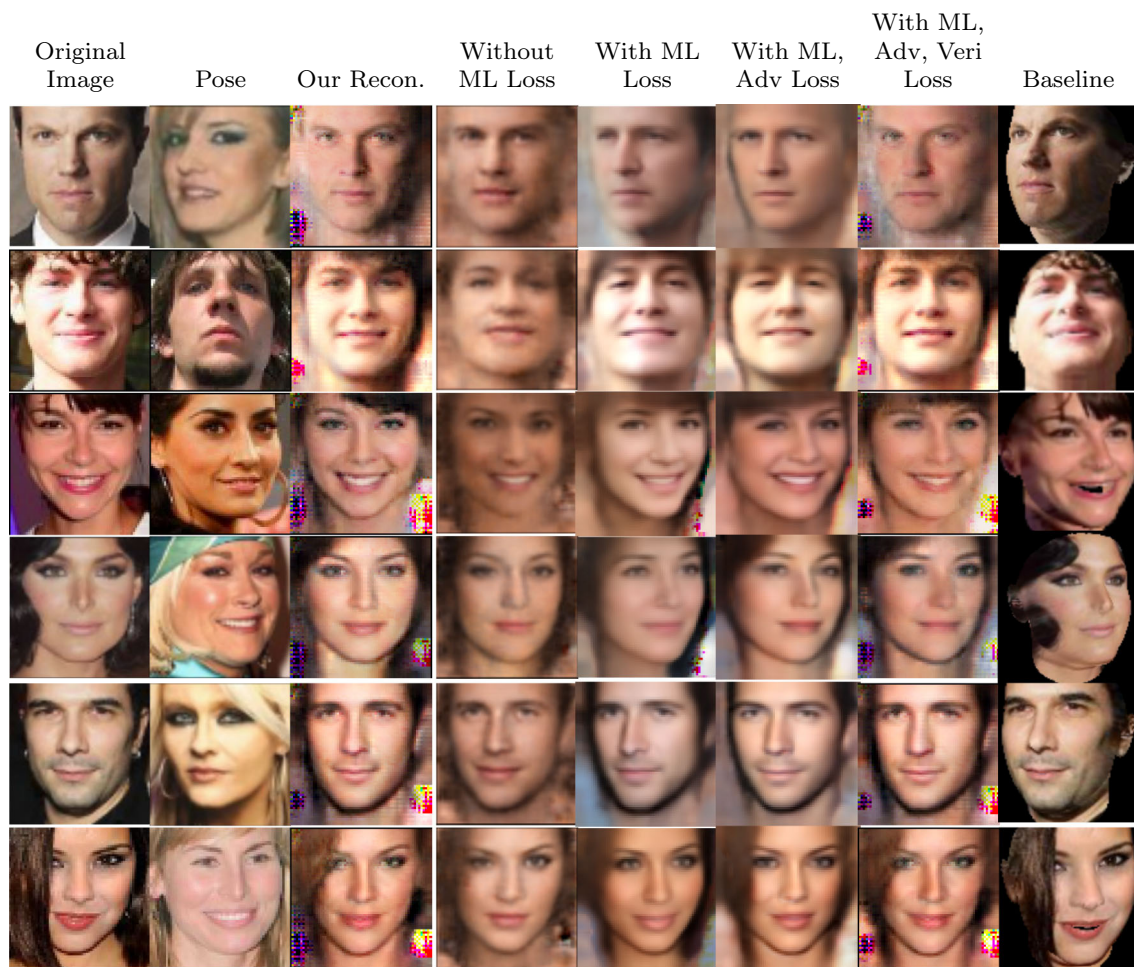 Original
Image
Pose
Our Recon.
Without
ML Loss
With ML
Loss
With ML,
Adv Loss
With ML,
Adv, Veri
Loss
Baseline